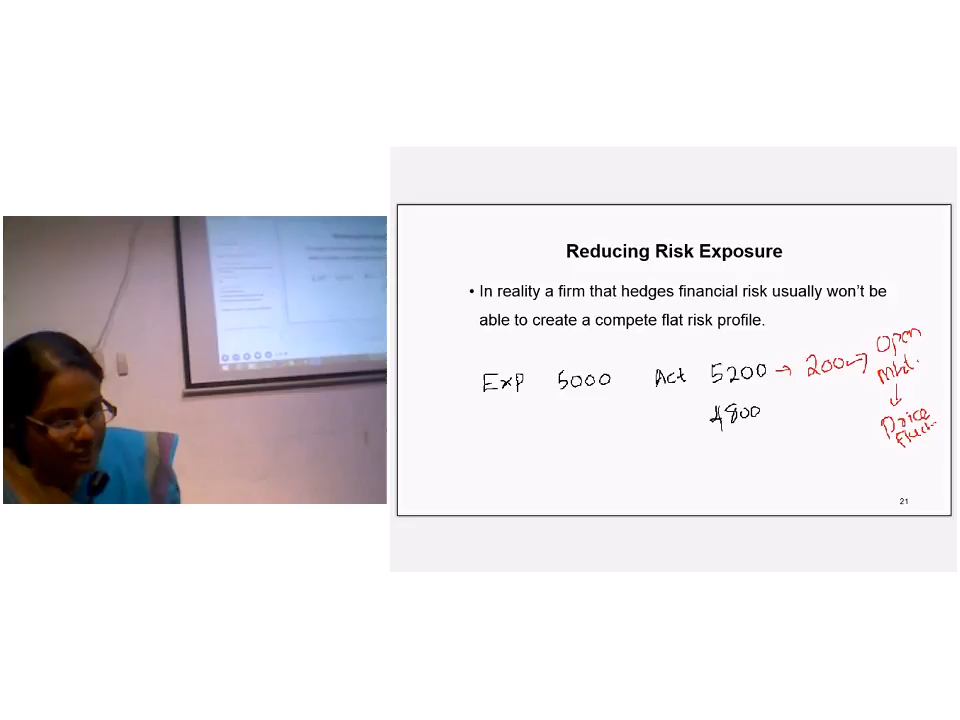 Reducing Risk Exposure
• In reality a firm that hedges financial risk usually won't be
able to create a compete flat risk profile.
Exp 5000 Act 5200 → 200 → Open
Mkt.
↓
4800
Price
Fluct.
21